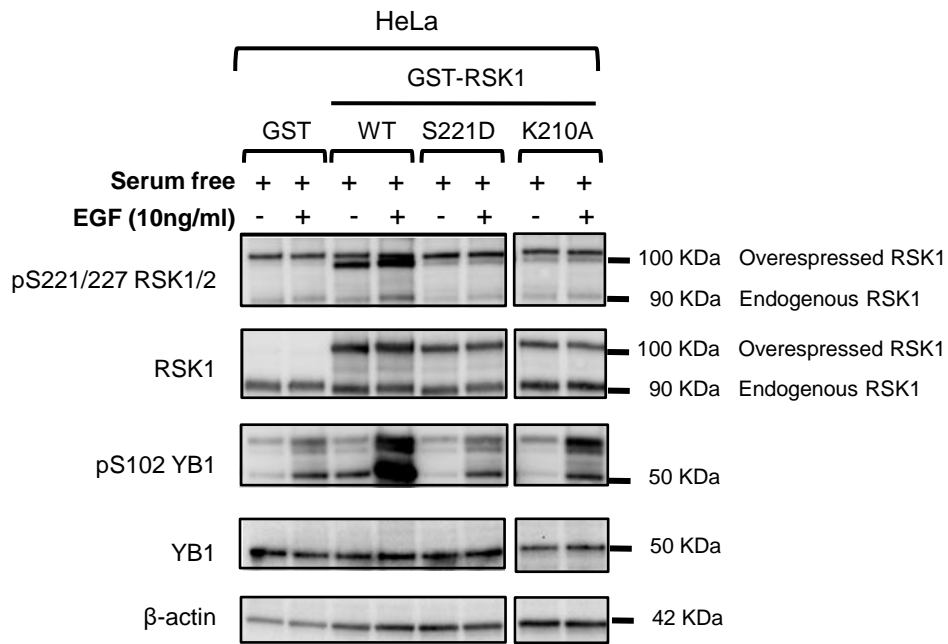 HeLa
GST-RSK1
GST WT S221D K210A
Serum free + + + + + + + +
EGF (10ng/ml) - + - + - + - +
pS221/227 RSK1/2 100 KDa Overespressed RSK1
90 KDa Endogenous RSK1
RSK1 100 KDa Overespressed RSK1
90 KDa Endogenous RSK1
pS102 YB1 50 KDa
YB1 50 KDa
β-actin 42 KDa